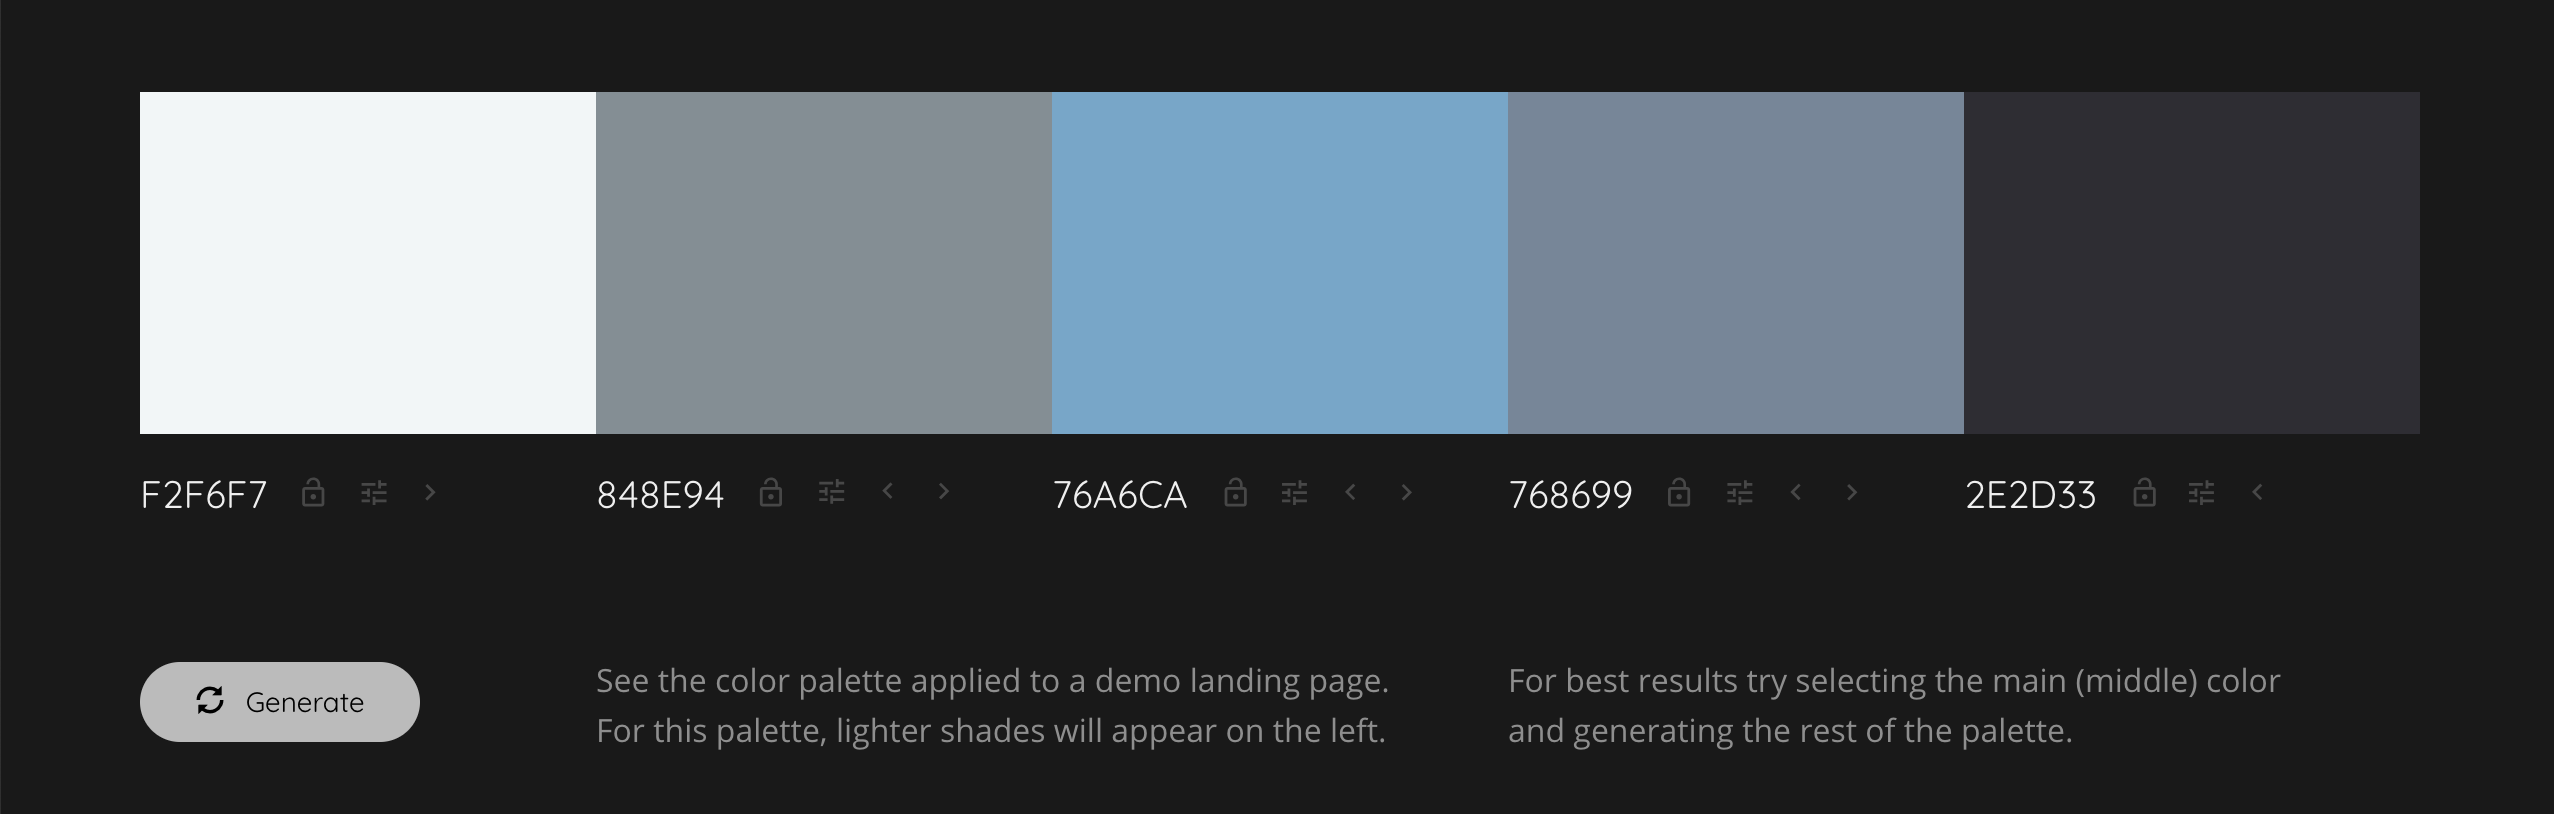 F2F6F7
848E94
76A6CA
768699
2E2D33
Generate
See the color palette applied to a demo landing page.
For this palette, lighter shades will appear on the left.
For best results try selecting the main (middle) color
and generating the rest of the palette.